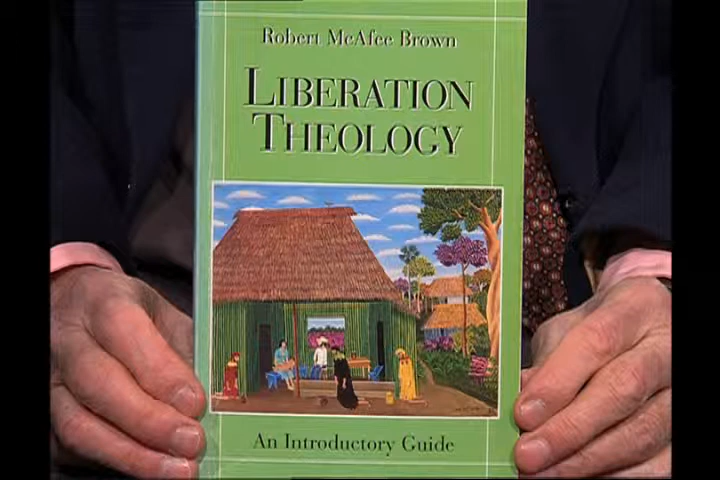 Robert McAfee Brown
LIBERATION
THEOLOGY
An Introductory Guide